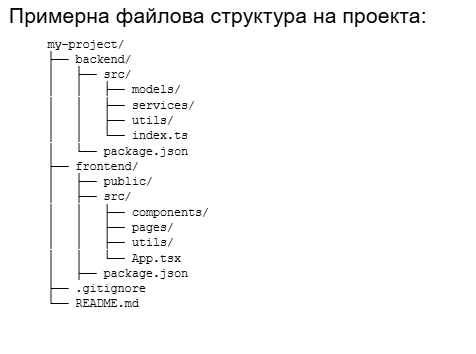 Примерна файлова структура на проекта:
my-project/
├── backend/
│   ├── src/
│   │   ├── models/
│   │   ├── services/
│   │   ├── utils/
│   │   └── index.ts
│   └── package.json
├── frontend/
│   ├── public/
│   ├── src/
│   │   ├── components/
│   │   ├── pages/
│   │   ├── utils/
│   │   └── App.tsx
│   ├── package.json
├── .gitignore
└── README.md